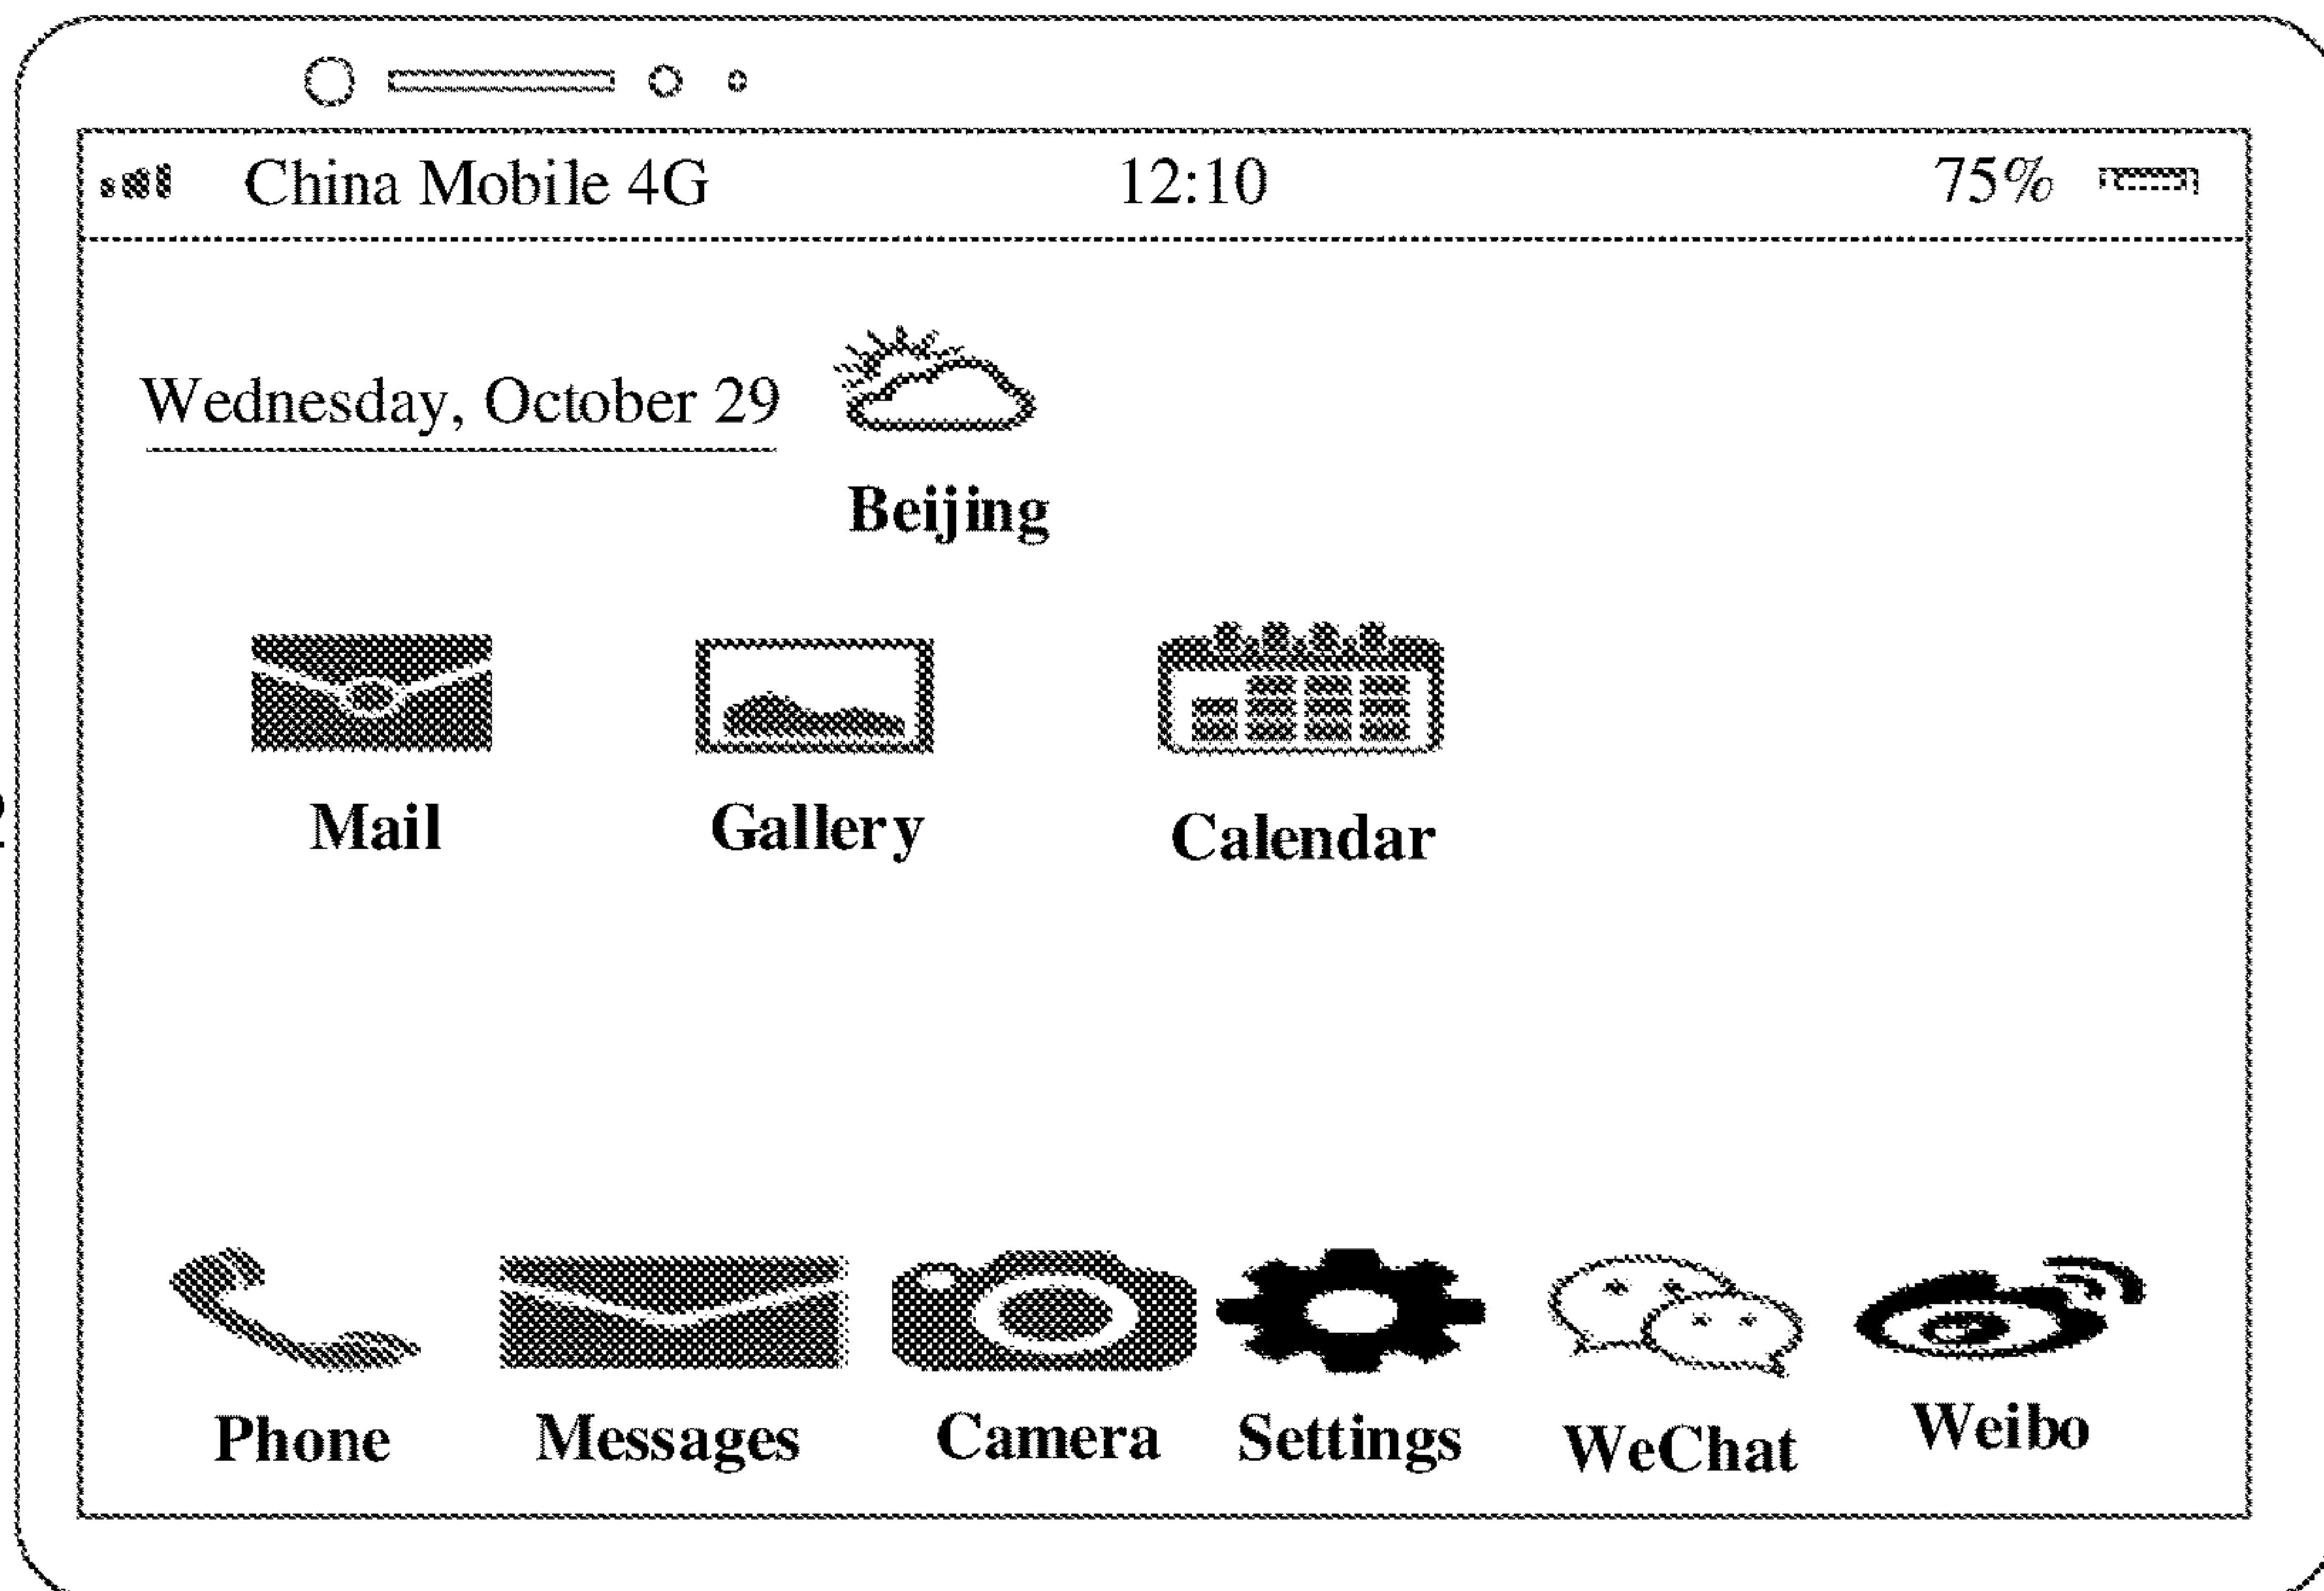 China Mobile 4G 12:10 75%
Wednesday, October 29
Beijing
Mail Gallery Calendar
Phone Messages Camera Settings WeChat Weibo